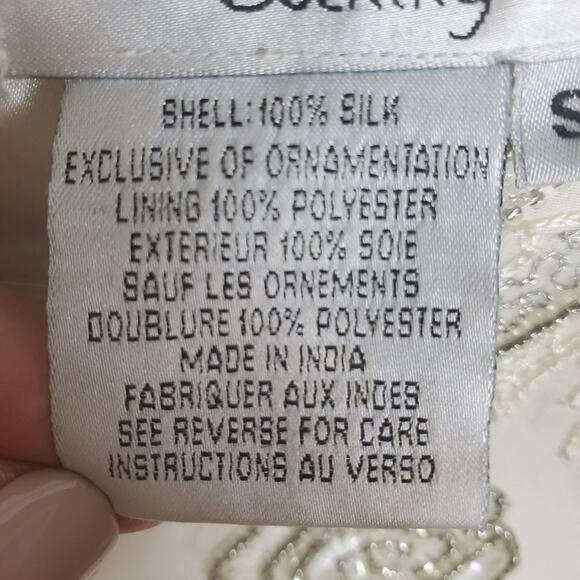 SHELL:100% SILK
EXCLUSIVE OF ORNAMENTATION
LINING 100% POLYESTER
EXTERIEUR 100% SOIE
SAUF LES ORNEMENTS
DOUBLURE 100% POLYESTER
MADE IN INDIA
FABRIQUER AUX INDES
SEE REVERSE FOR CARE
INSTRUCTIONS AU VERSO
S